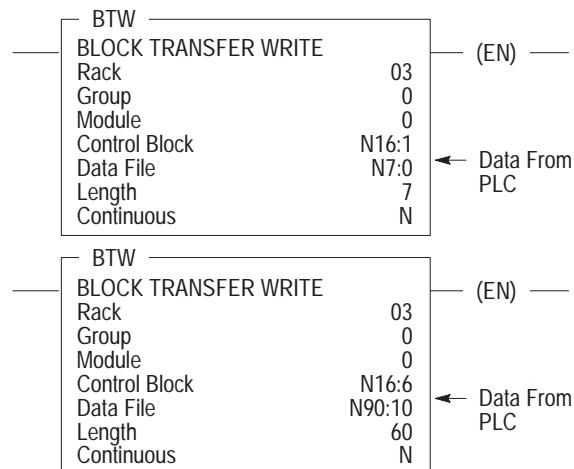 BTW
BLOCK TRANSFER WRITE (EN)
Rack 03
Group 0
Module 0
Control Block N16:1
Data File N7:0 Data From
Length 7 PLC
Continuous N
BTW
BLOCK TRANSFER WRITE (EN)
Rack 03
Group 0
Module 0
Control Block N16:6
Data File N90:10 Data From
Length 60 PLC
Continuous N